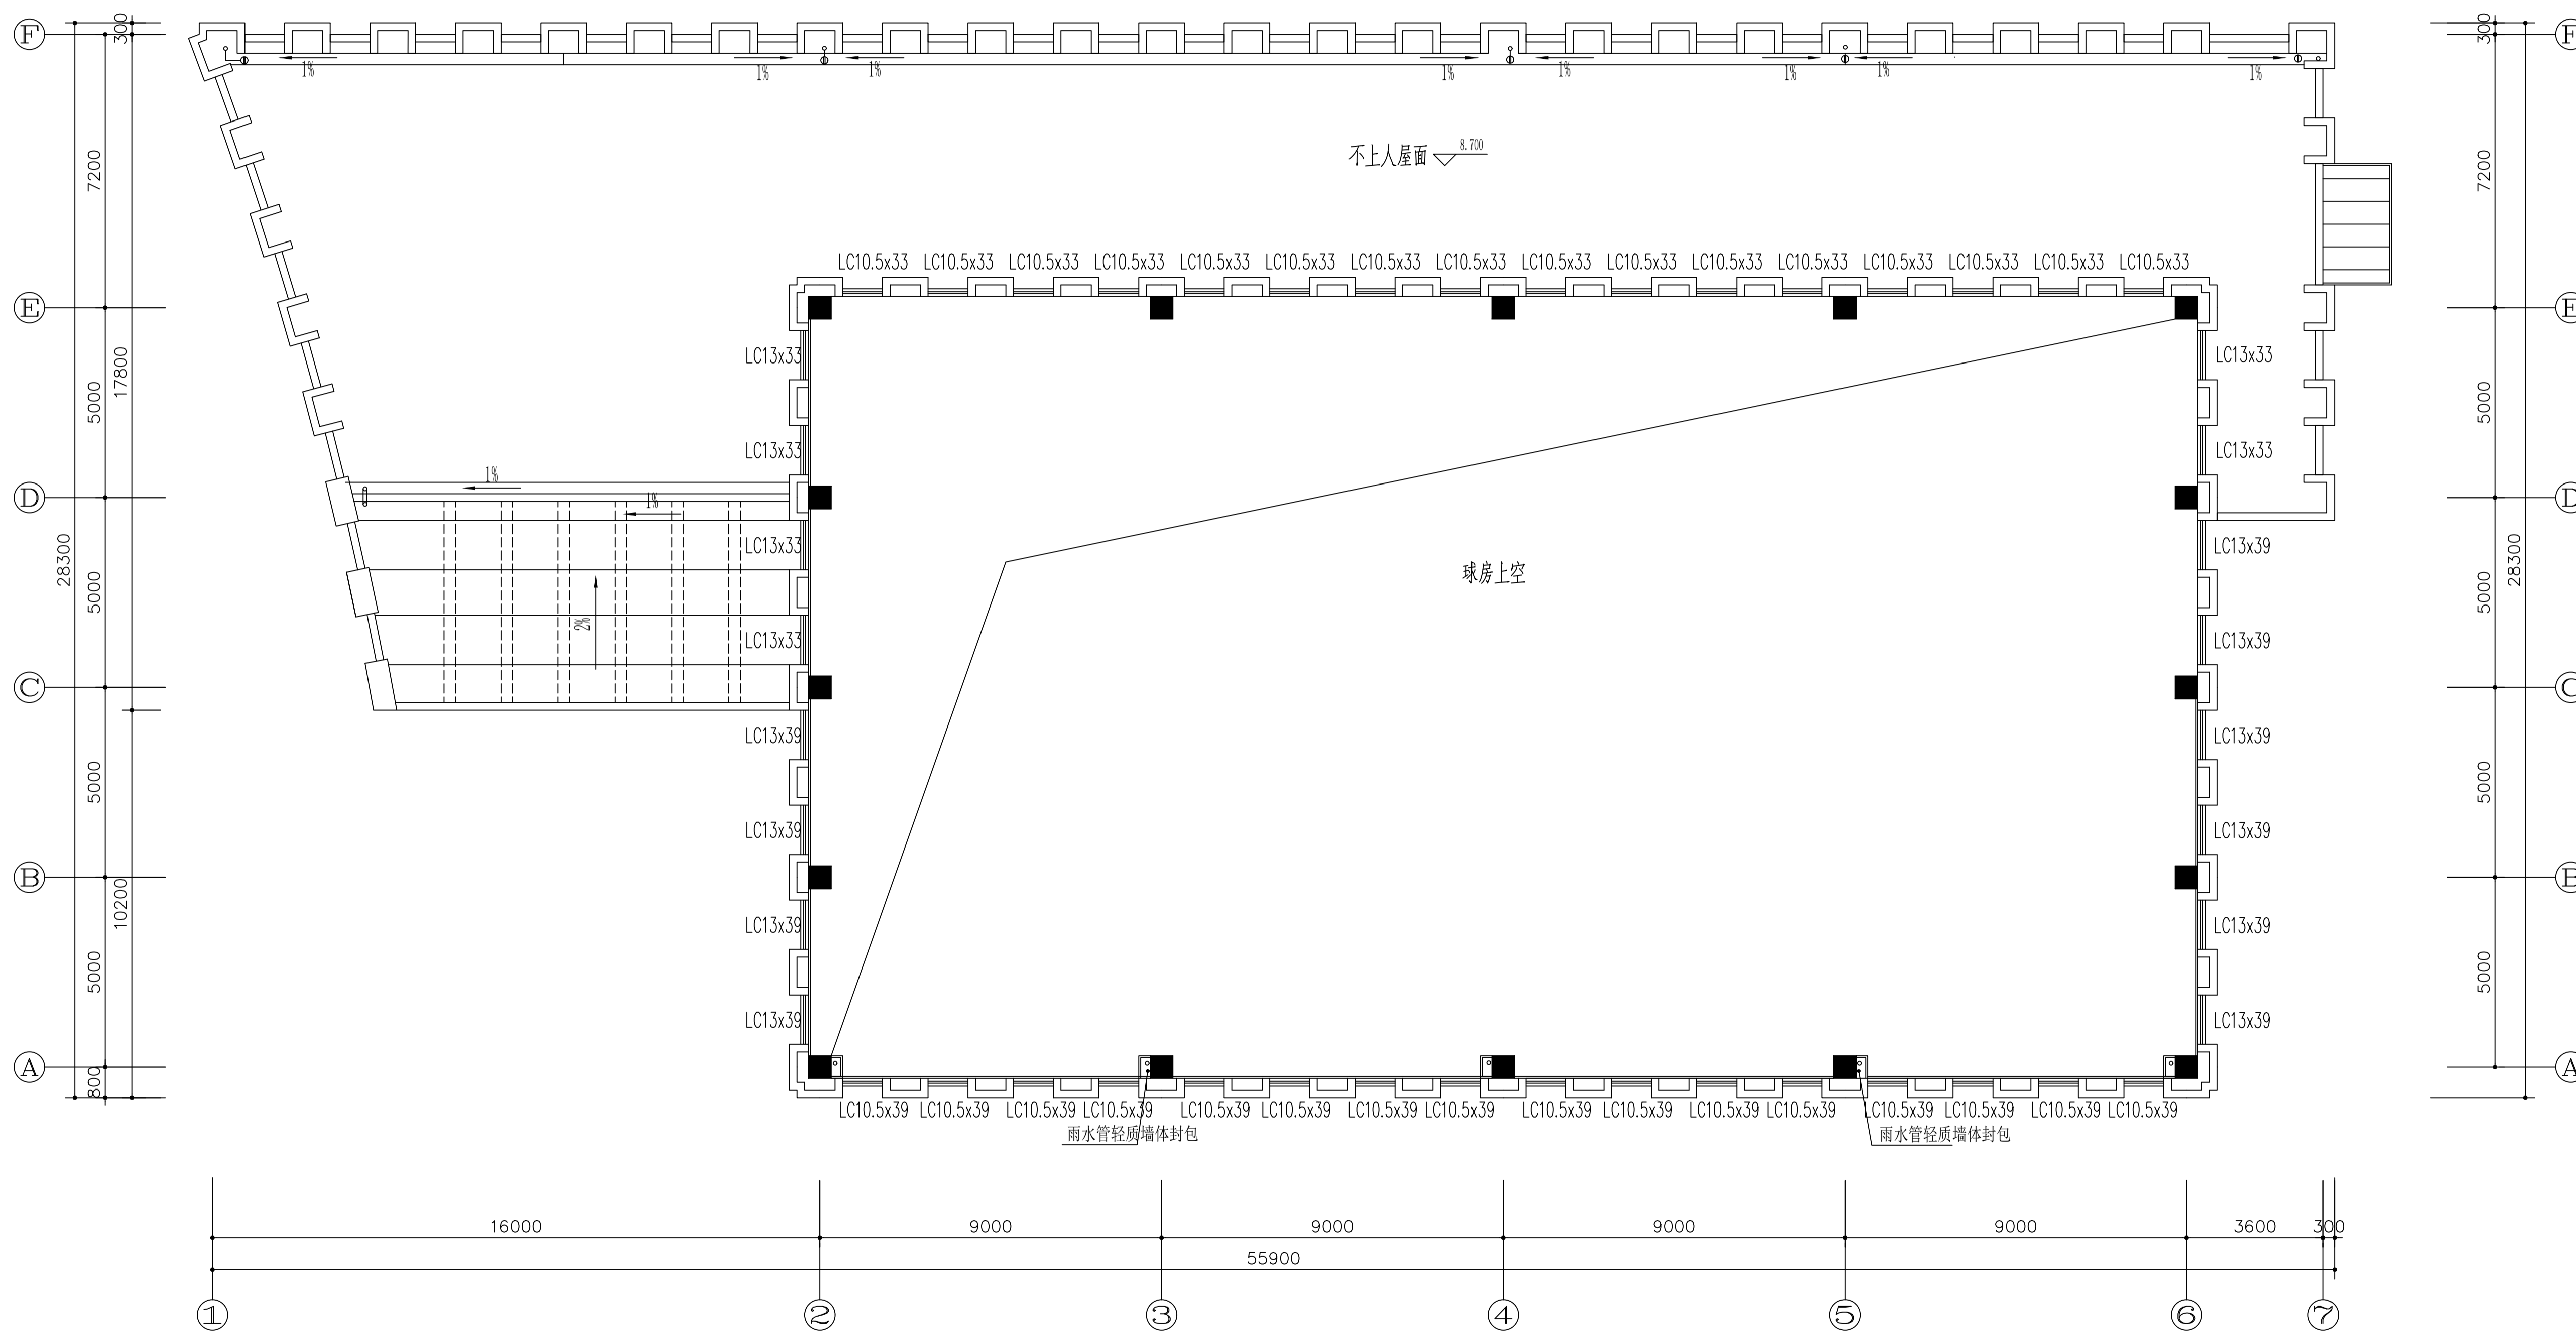 F
300
300
F
1%
1%
1%
1%
1%
1%
1%
1%
不上人屋面
8.700
7200
7200
LC10.5x33 LC10.5x33 LC10.5x33 LC10.5x33 LC10.5x33 LC10.5x33 LC10.5x33 LC10.5x33 LC10.5x33 LC10.5x33 LC10.5x33 LC10.5x33 LC10.5x33 LC10.5x33 LC10.5x33 LC10.5x33
E
E
LC13x33
LC13x33
17800
5000
5000
LC13x33
LC13x33
1%
D
D
1%
28300
28300
LC13x33
LC13x39
球房上空
5000
5000
2%
LC13x33
LC13x39
C
C
LC13x39
LC13x39
5000
5000
LC13x39
LC13x39
B
B
10200
LC13x39
LC13x39
5000
5000
LC13x39
LC13x39
A
A
800
LC10.5x39 LC10.5x39 LC10.5x39 LC10.5x39 LC10.5x39 LC10.5x39 LC10.5x39 LC10.5x39 LC10.5x39 LC10.5x39 LC10.5x39 LC10.5x39 LC10.5x39 LC10.5x39 LC10.5x39 LC10.5x39
雨水管轻质墙体封包
雨水管轻质墙体封包
16000 9000 9000 9000 9000 3600 300
55900
1 2 3 4 5 6 7